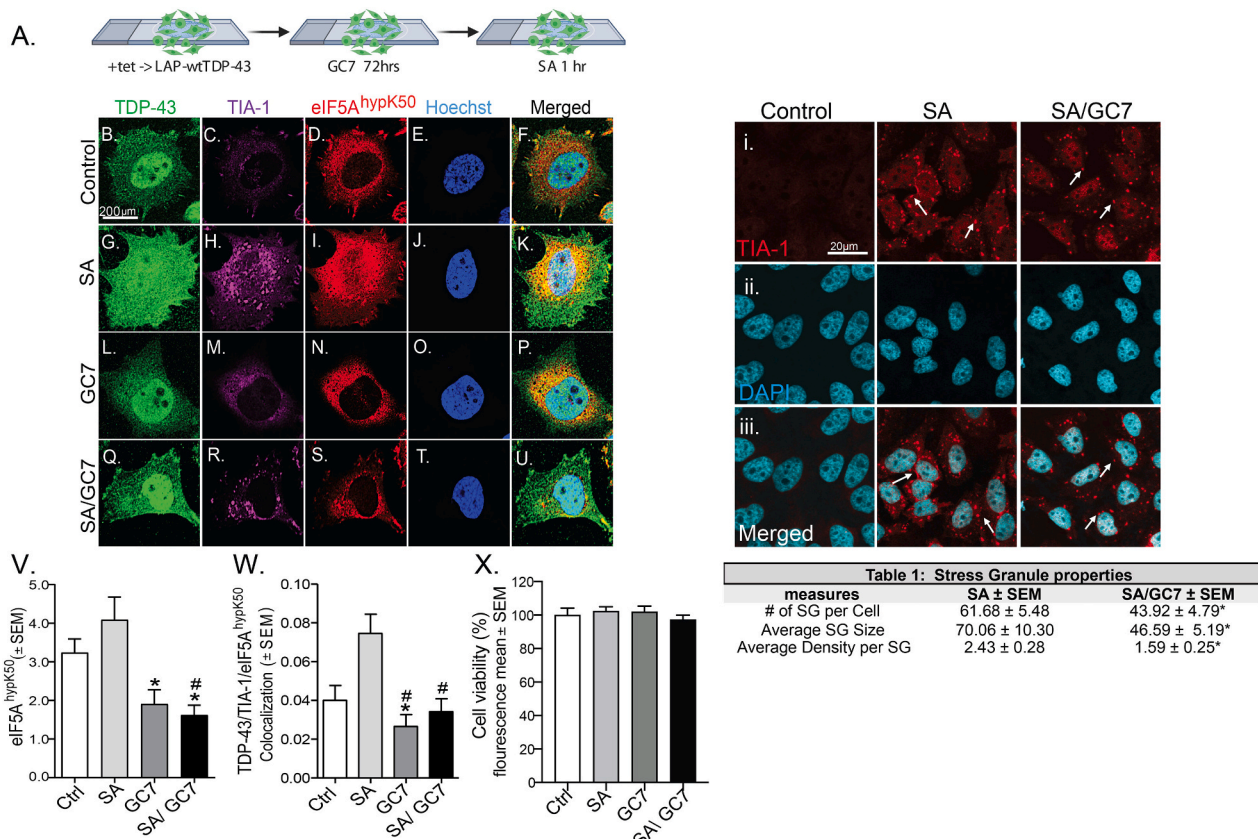 A.
+tet ->LAP-wtTDP-43
GC7 72hrs
SA 1 hr
TDP-43 TIA-1 eIF5A^hypK50 Hoechst Merged
Control
B. C. D. E. F.
200µm
SA
G. H. I. J. K.
GC7
L. M. N. O. P.
SA/GC7
Q. R. S. T. U.
Control SA SA/GC7
i.
TIA-1
20µm
ii.
DAPI
iii.
Merged
V.
eIF5A^hypK50 (± SEM)
5.0
4.0
3.0
2.0
1.0
0.0
* # *
Ctrl SA GC7 SA/ GC7
W.
TDP-43/TIA-1/eIF5A^hypK50
Colocalization (± SEM)
0.10
0.08
0.06
0.04
0.02
0.00
# * #
Ctrl SA GC7 SA/ GC7
X.
Cell viability (%)
flourescence mean ± SEM
120
100
80
60
40
20
0
Ctrl SA GC7 SA\ GC7
Table 1: Stress Granule properties
measures SA ± SEM SA/GC7 ± SEM
# of SG per Cell 61.68 ± 5.48 43.92 ± 4.79*
Average SG Size 70.06 ± 10.30 46.59 ± 5.19*
Average Density per SG 2.43 ± 0.28 1.59 ± 0.25*